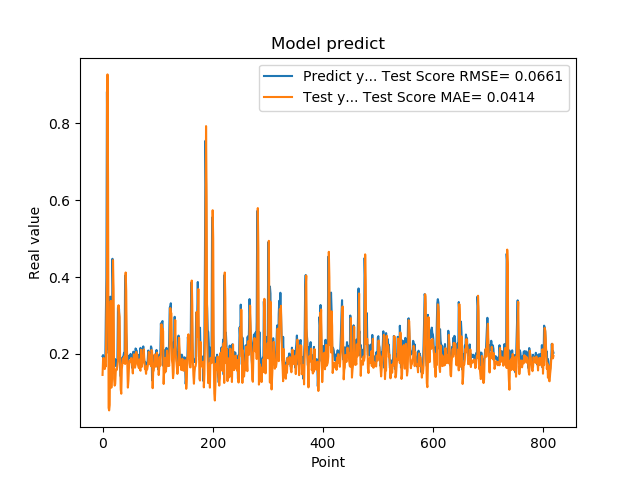 Model predict
Predict y... Test Score RMSE= 0.0661
Test y... Test Score MAE= 0.0414
Real value
0.8
0.6
0.4
0.2
0 200 400 600 800
Point